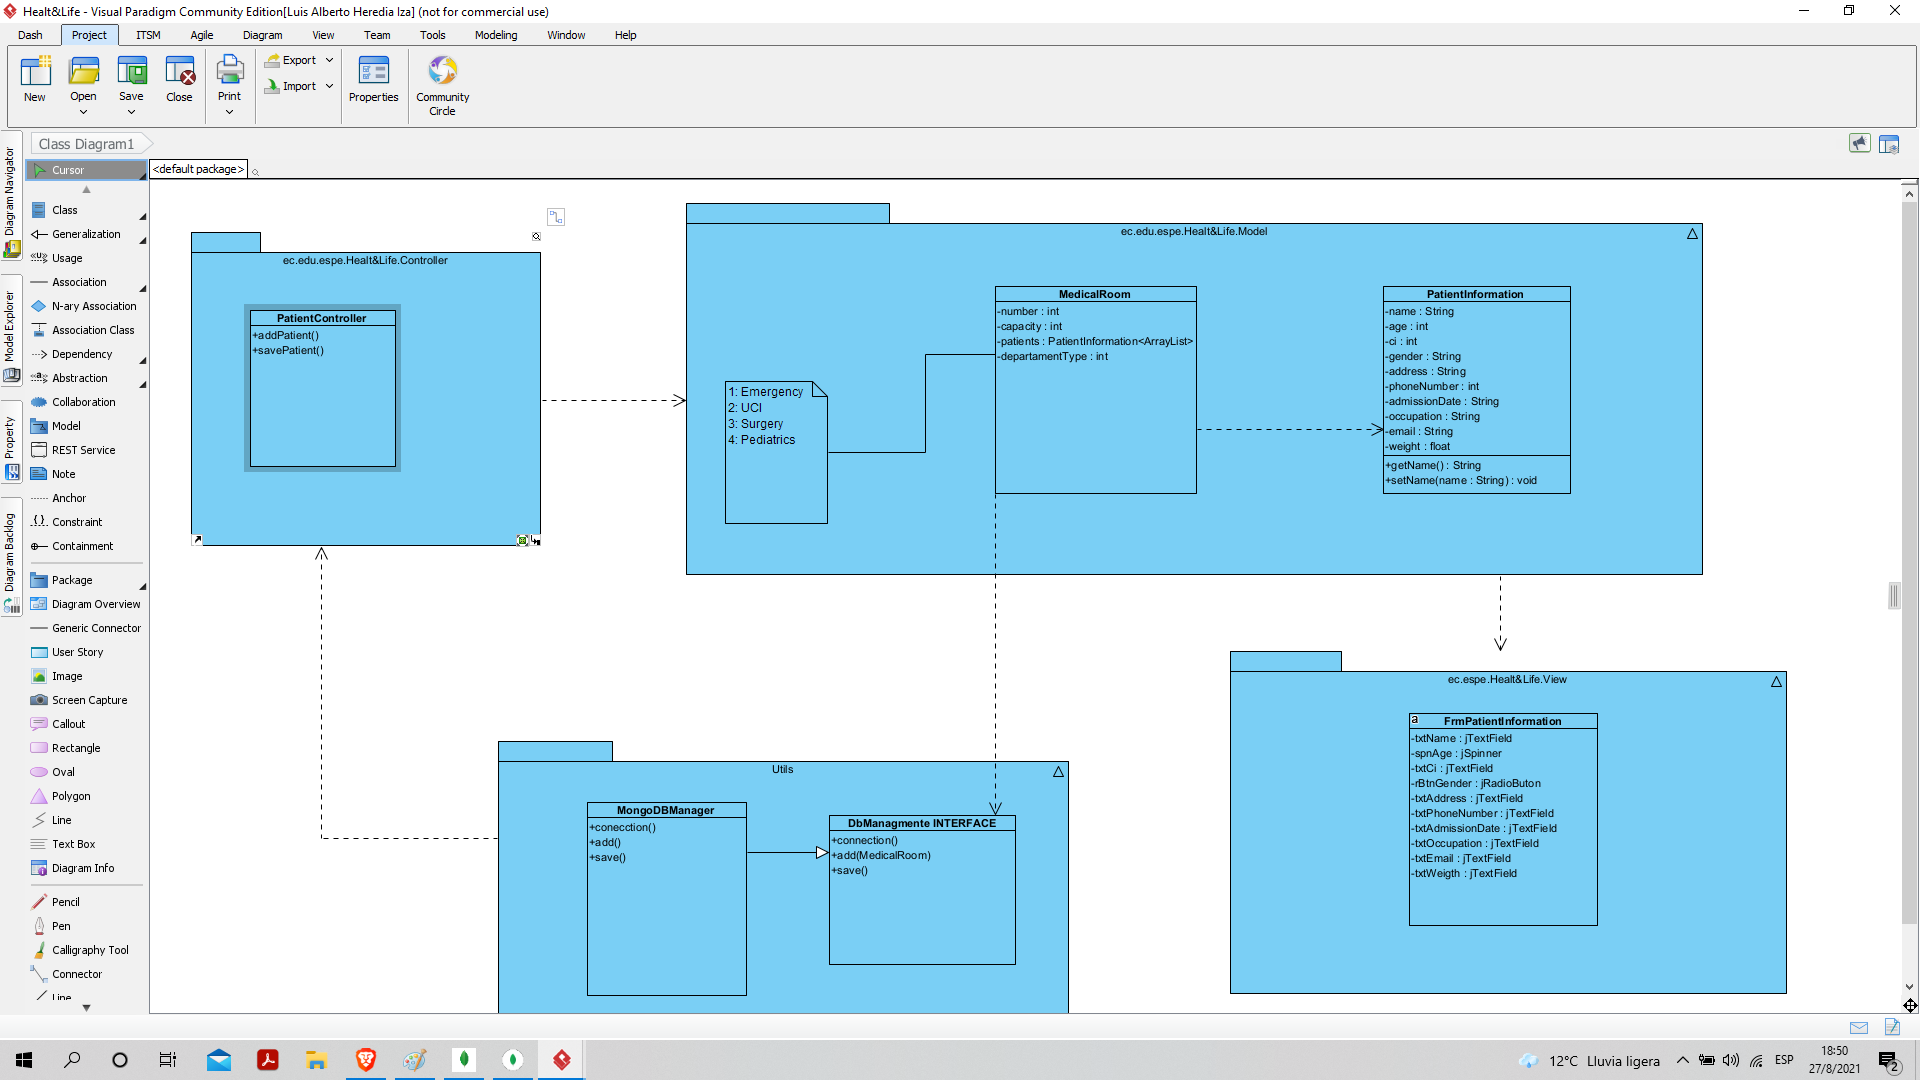 Healt&Life - Visual Paradigm Community Edition[Luis Alberto Heredia Iza] (not for commercial use)
Dash Project ITSM Agile Diagram View Team Tools Modeling Window Help
New Open Save Close Print Export Import Properties Community Circle
Class Diagram1
<default package>
Diagram Navigator
Model Explorer
Property
Diagram Backlog
Cursor
Class
Generalization
Usage
Association
N-ary Association
Association Class
Dependency
Abstraction
Collaboration
Model
REST Service
Note
Anchor
Constraint
Containment
Package
Diagram Overview
Generic Connector
User Story
Image
Screen Capture
Callout
Rectangle
Oval
Polygon
Line
Text Box
Diagram Info
Pencil
Pen
Calligraphy Tool
Connector
Line
ec.edu.espe.Healt&Life.Controller
PatientController
+addPatient()
+savePatient()
ec.edu.espe.Healt&Life.Model
1: Emergency
2: UCI
3: Surgery
4: Pediatrics
MedicalRoom
-number : int
-capacity : int
-patients : PatientInformation<ArrayList>
-departamentType : int
PatientInformation
-name : String
-age : int
-ci : int
-gender : String
-address : String
-phoneNumber : int
-admissionDate : String
-occupation : String
-email : String
-weight : float
+getName() : String
+setName(name : String) : void
Utils
MongoDBManager
+conecction()
+add()
+save()
DbManagmente INTERFACE
+connection()
+add(MedicalRoom)
+save()
ec.espe.Healt&Life.View
a FrmPatientInformation
-txtName : jTextField
-spnAge : jSpinner
-txtCi : jTextField
-rBtnGender : jRadioButon
-txtAddress : jTextField
-txtPhoneNumber : jTextField
-txtAdmissionDate : jTextField
-txtOccupation : jTextField
-txtEmail : jTextField
-txtWeigth : jTextField
12°C Lluvia ligera ESP 18:50
27/8/2021 2